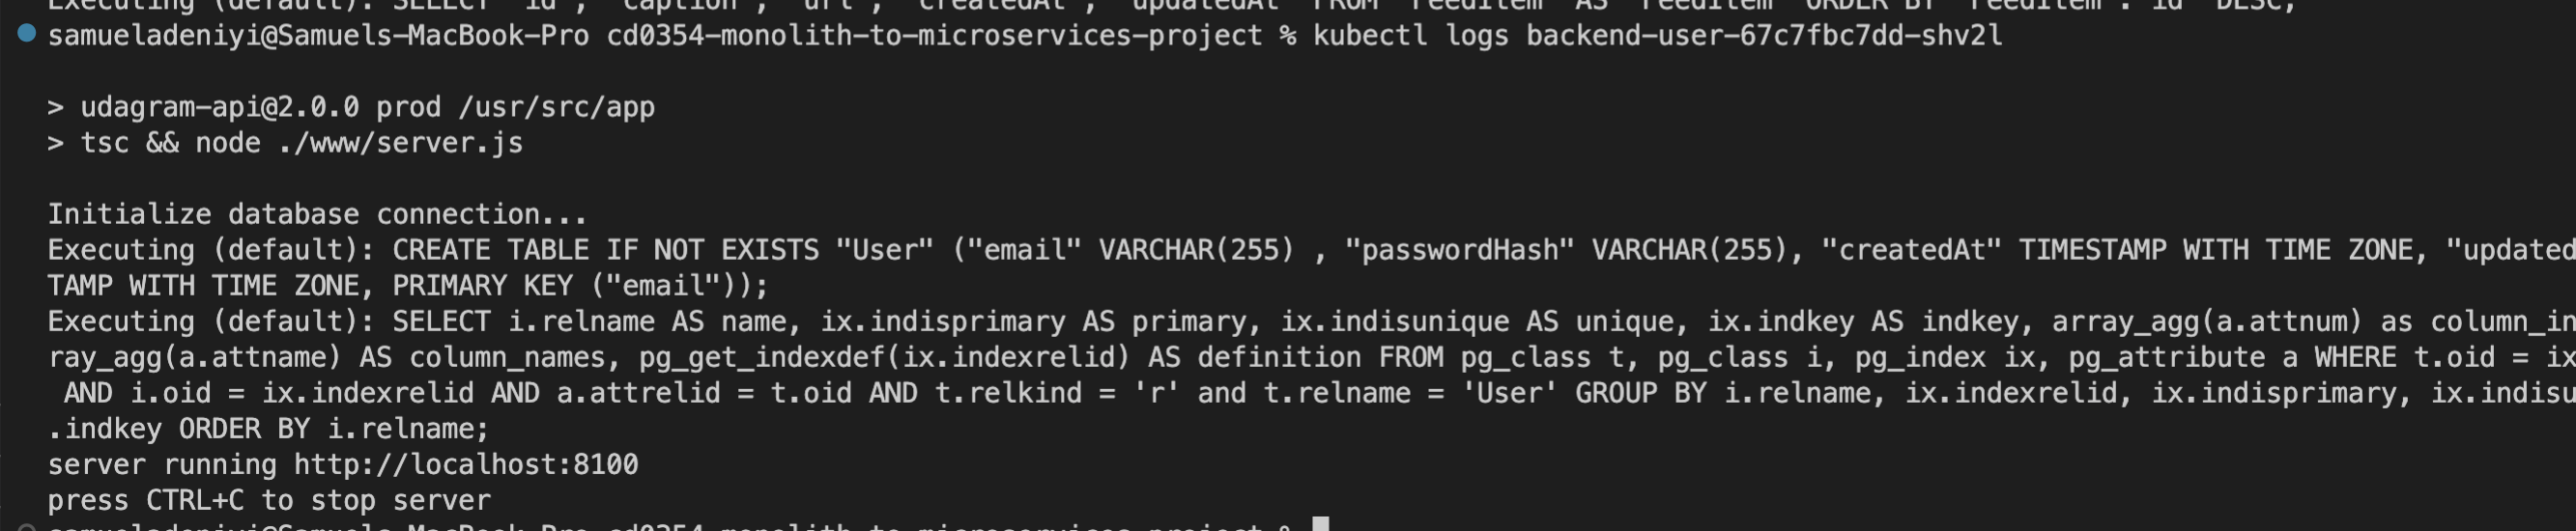 Executing (default): SELECT "id", "caption", "url", "createdAt", "updatedAt" FROM "FeedItem" AS "FeedItem" ORDER BY "FeedItem"."id" DESC;
samueladeniyi@Samuels-MacBook-Pro cd0354-monolith-to-microservices-project % kubectl logs backend-user-67c7fbc7dd-shv2l
> udagram-api@2.0.0 prod /usr/src/app
> tsc && node ./www/server.js
Initialize database connection...
Executing (default): CREATE TABLE IF NOT EXISTS "User" ("email" VARCHAR(255) , "passwordHash" VARCHAR(255), "createdAt" TIMESTAMP WITH TIME ZONE, "updated
TAMP WITH TIME ZONE, PRIMARY KEY ("email"));
Executing (default): SELECT i.relname AS name, ix.indisprimary AS primary, ix.indisunique AS unique, ix.indkey AS indkey, array_agg(a.attnum) as column_in
ray_agg(a.attname) AS column_names, pg_get_indexdef(ix.indexrelid) AS definition FROM pg_class t, pg_class i, pg_index ix, pg_attribute a WHERE t.oid = ix
AND i.oid = ix.indexrelid AND a.attrelid = t.oid AND t.relkind = 'r' and t.relname = 'User' GROUP BY i.relname, ix.indexrelid, ix.indisprimary, ix.indisu
.indkey ORDER BY i.relname;
server running http://localhost:8100
press CTRL+C to stop server
samueladeniyi@Samuels-MacBook-Pro cd0354-monolith-to-microservices-project %